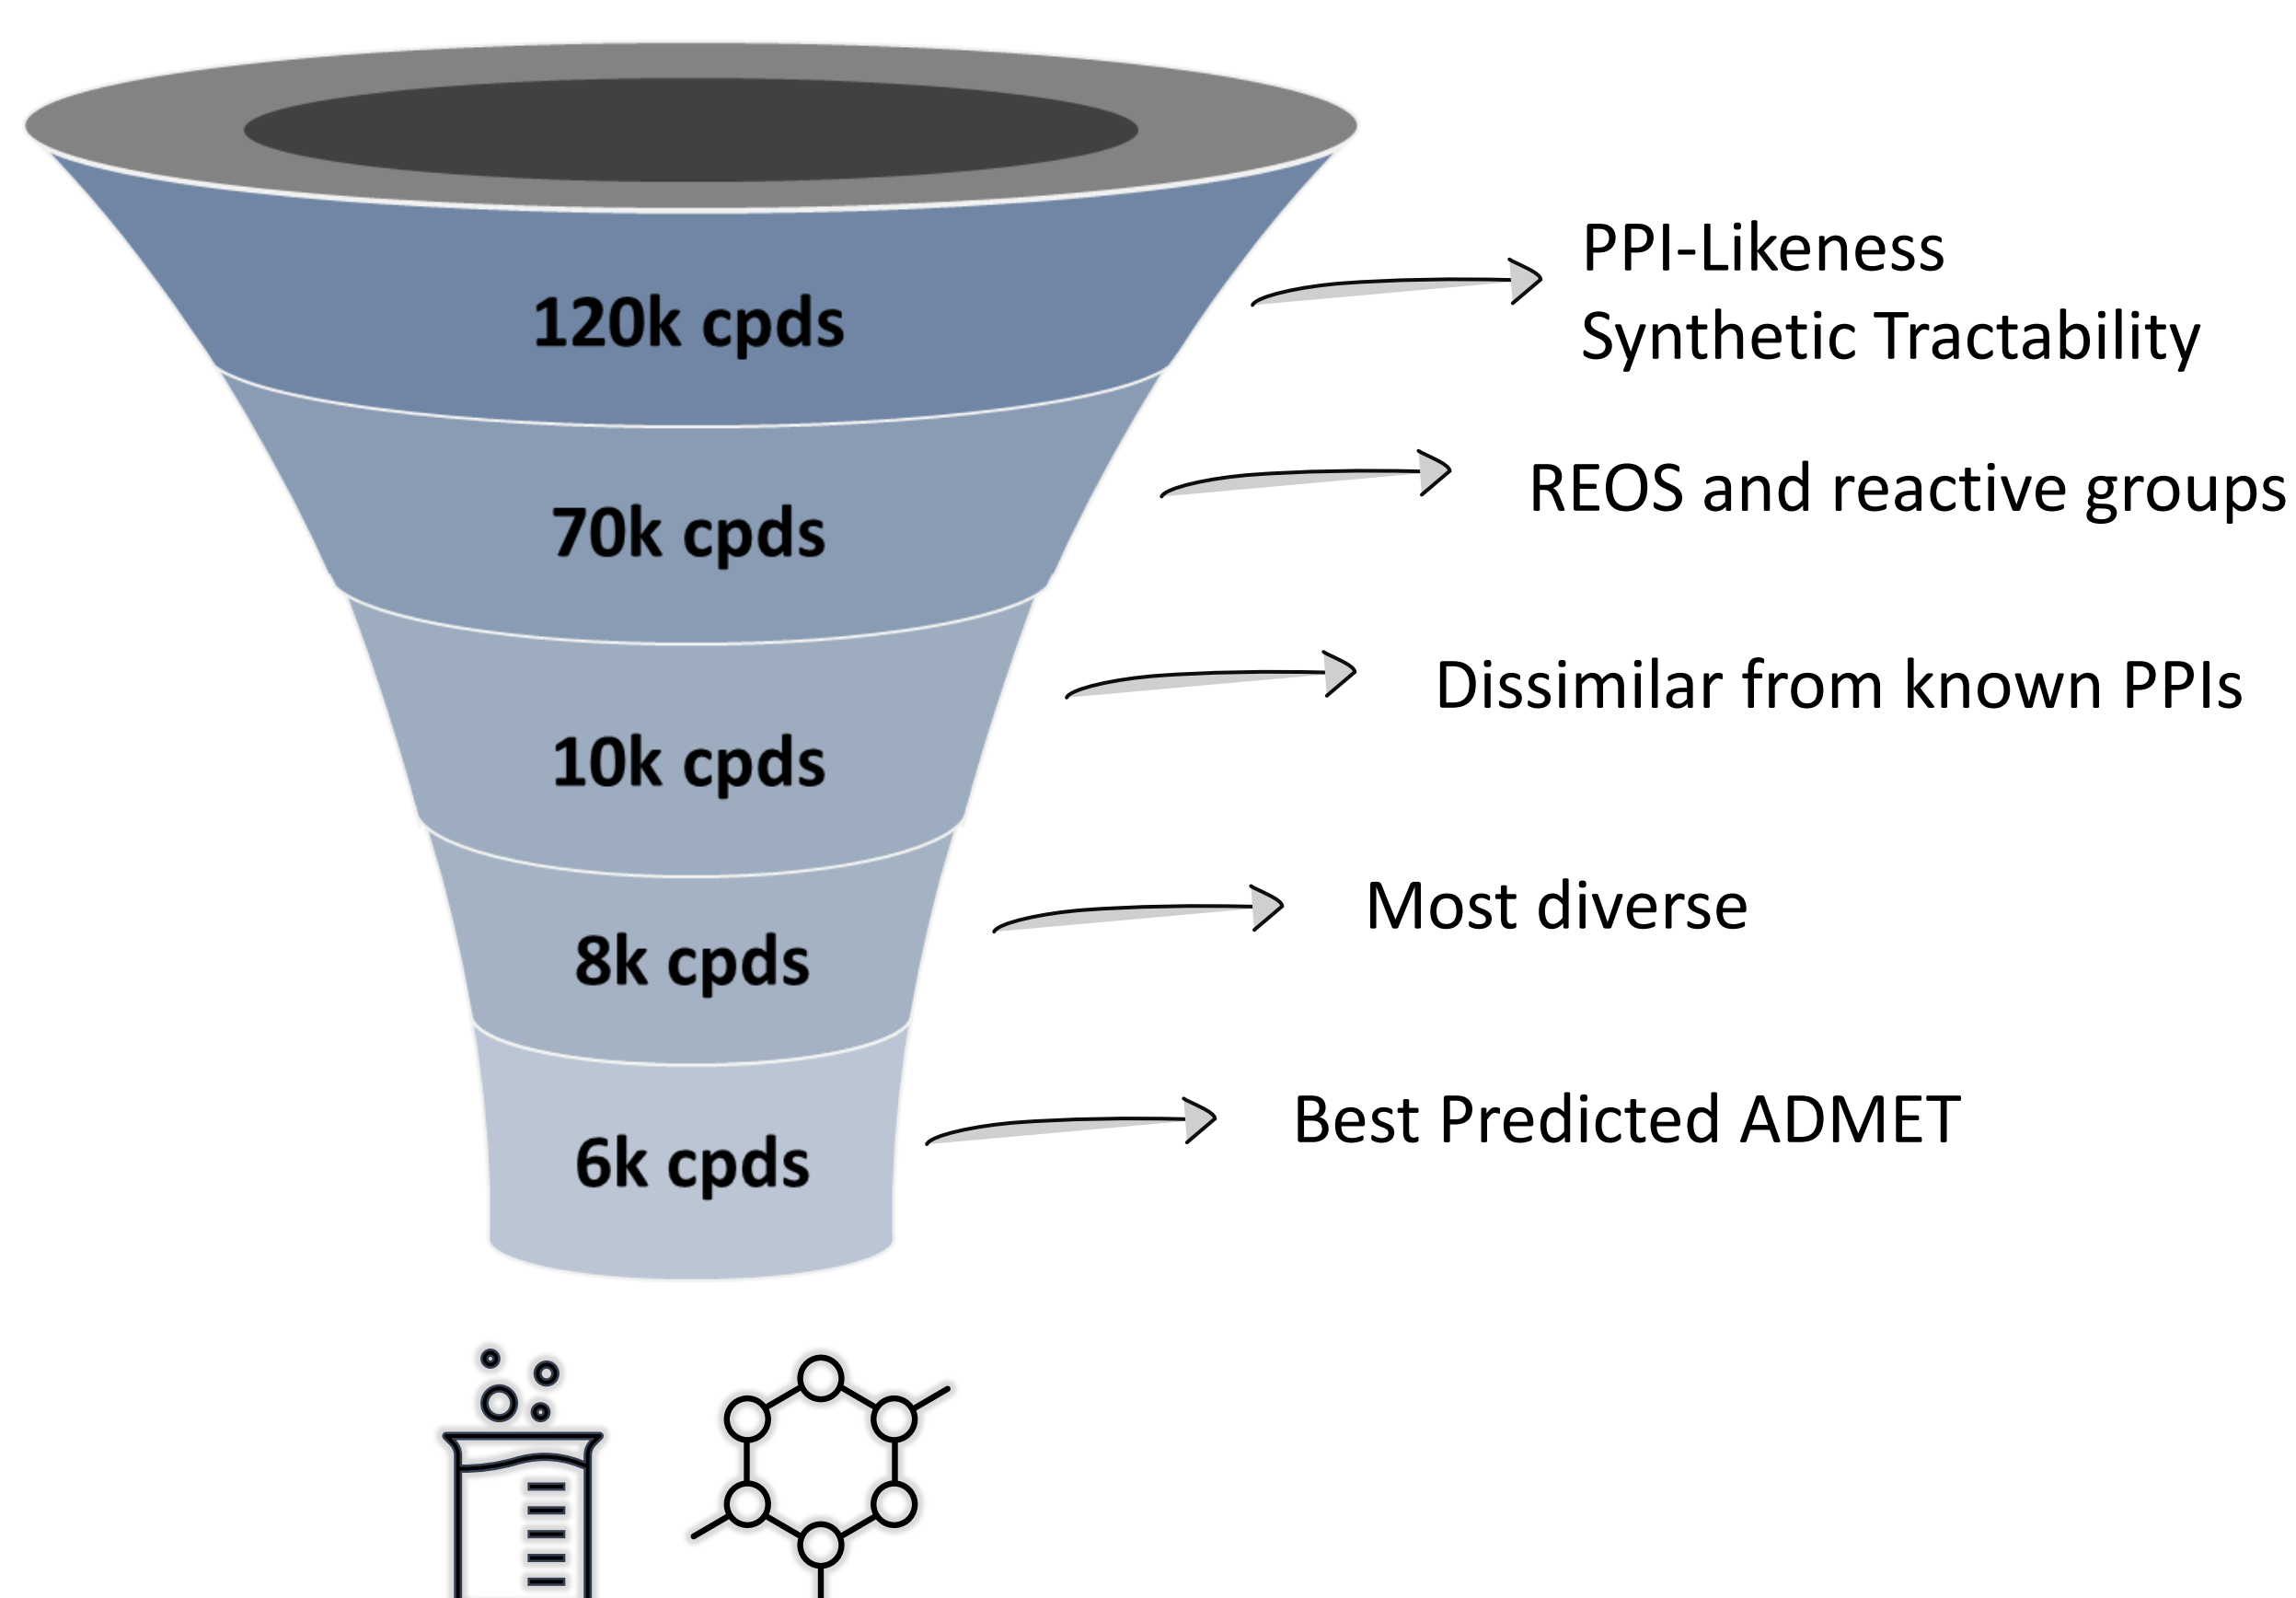 120k cpds
PPI-Likeness
Synthetic Tractability
70k cpds
REOS and reactive groups
10k cpds
Dissimilar from known PPIs
8k cpds
Most diverse
6k cpds
Best Predicted ADMET